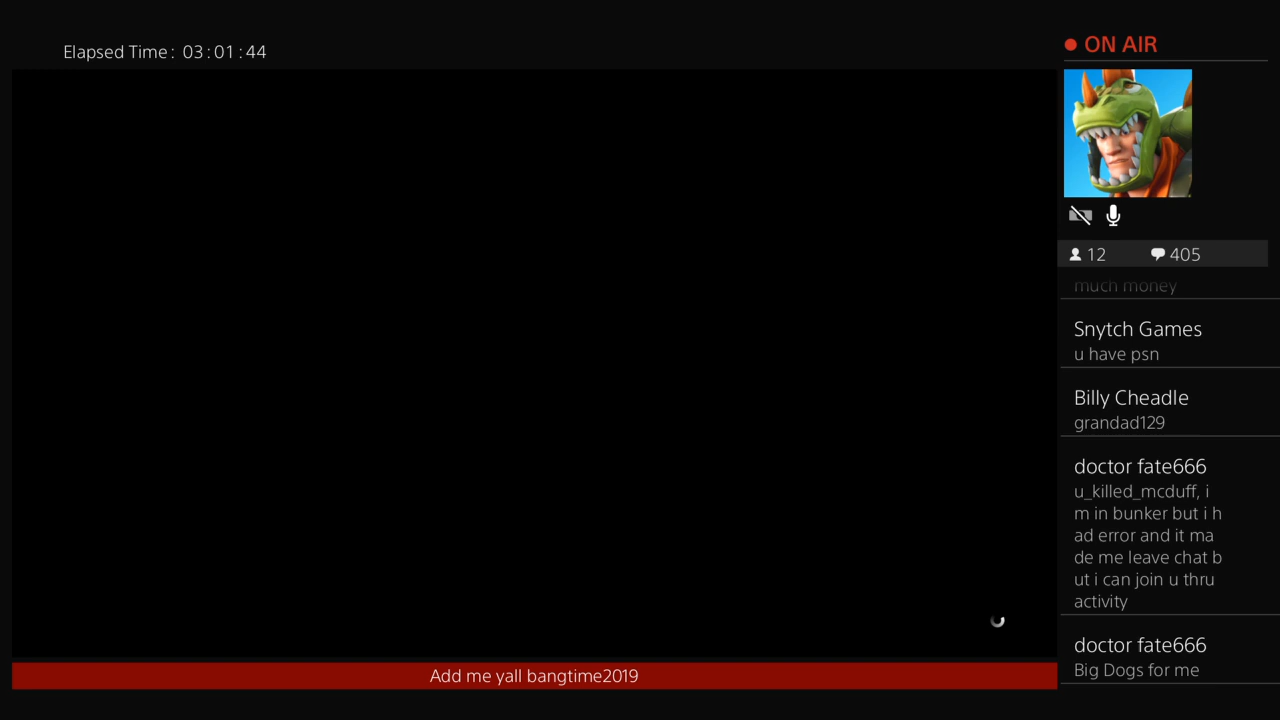 Elapsed Time: 03:01:44
ON AIR
12 405
much money
Snytch Games
u have psn
Billy Cheadle
grandad129
doctor fate666
u_killed_mcduff, i
m in bunker but i h
ad error and it ma
de me leave chat b
ut i can join u thru
activity
doctor fate666
Big Dogs for me
Add me yall bangtime2019